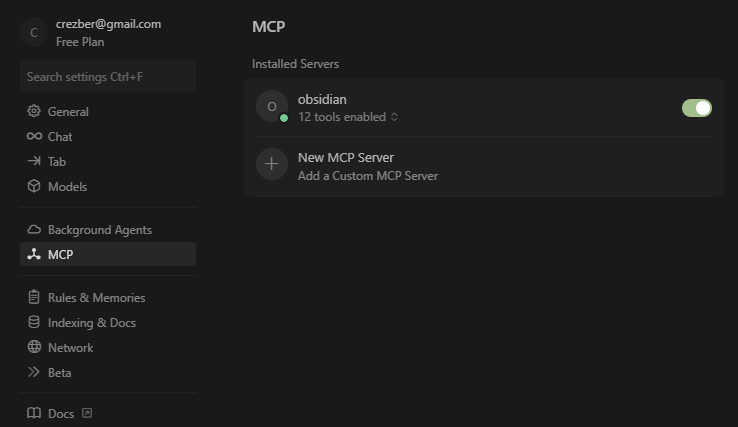 C
crezber@gmail.com
Free Plan
Search settings Ctrl+F
General
Chat
Tab
Models
Background Agents
MCP
Rules & Memories
Indexing & Docs
Network
Beta
Docs
MCP
Installed Servers
O
obsidian
12 tools enabled
New MCP Server
Add a Custom MCP Server